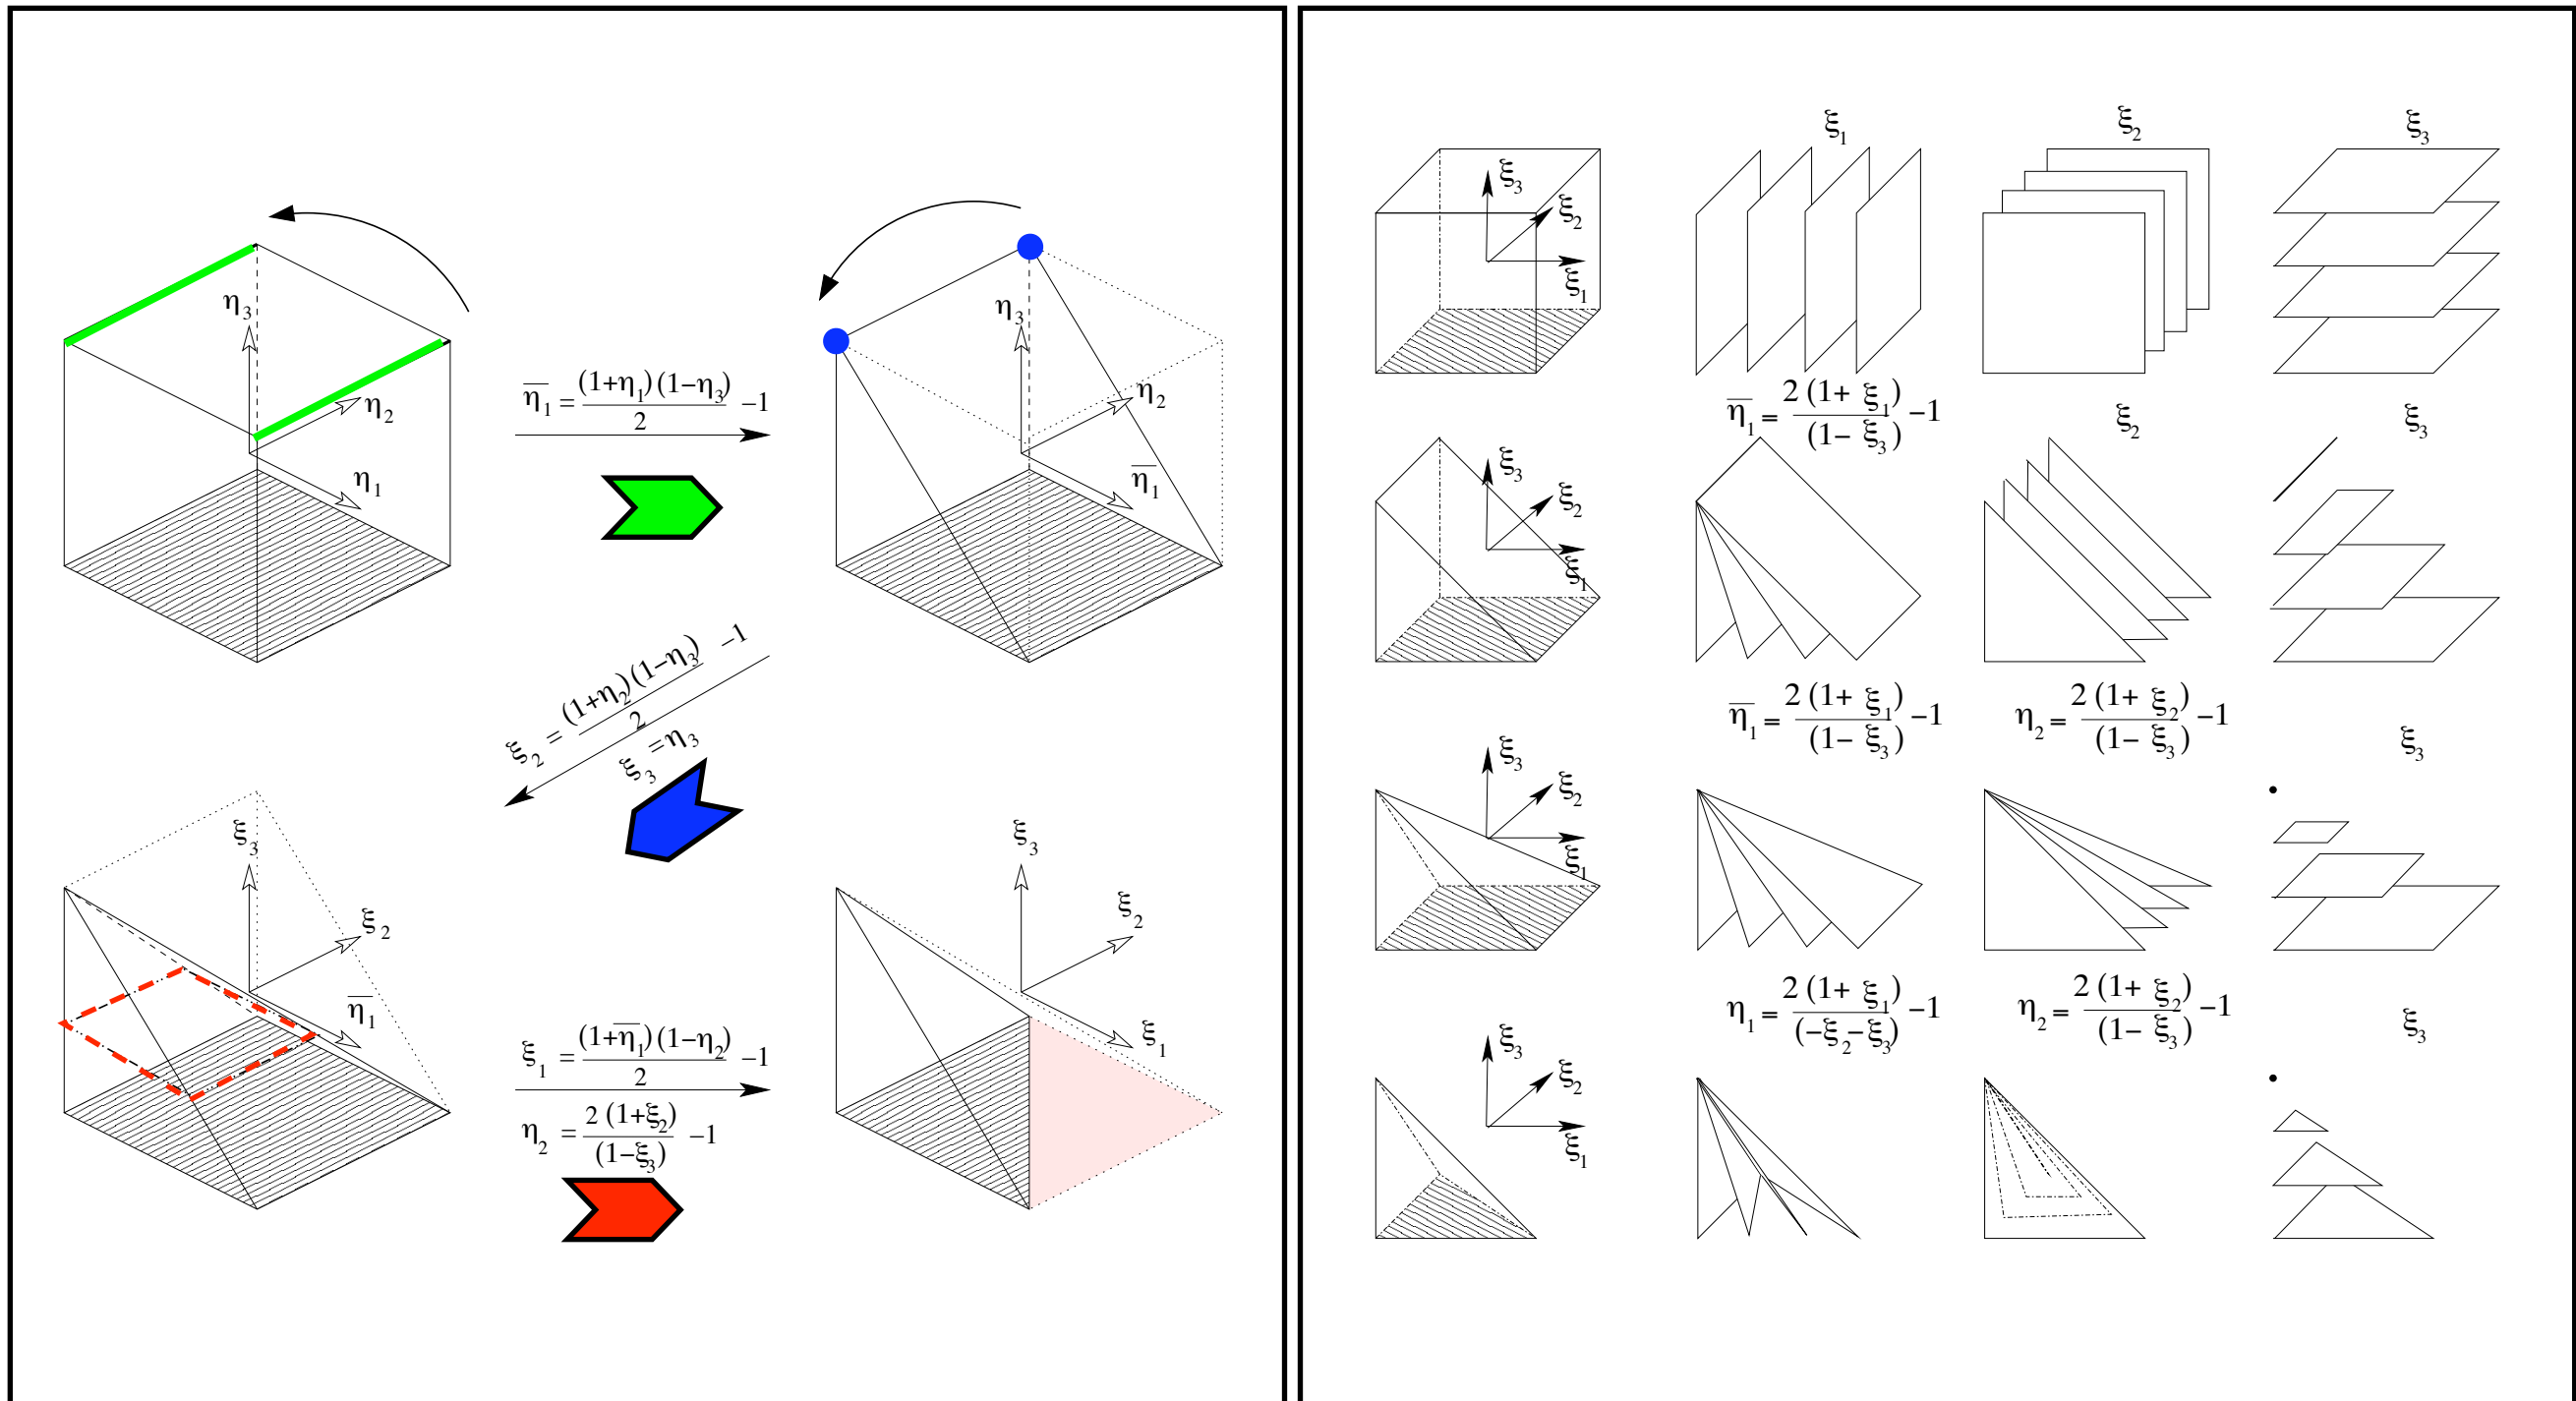 η₃
η₂
η₁
η̅₁ = (1+η₁)(1−η₃)/2 −1
η₃
η₂
η̅₁
ξ₂ = (1+η₂)(1−η₃)/2 −1
ξ₃ =η₃
ξ₃
ξ₂
η̅₁
ξ₁ = (1+η̅₁)(1−η₂)/2 −1
η₂ = 2(1+ξ₂)/(1−ξ₃) −1
ξ₃
ξ₂
ξ₁
ξ₁ ξ₂ ξ₃
ξ₃
ξ₂
ξ₁
η̅₁ = 2(1+ ξ₁)/(1− ξ₃) −1 ξ₂ ξ₃
ξ₃
ξ₂
ξ₁
η̅₁ = 2(1+ ξ₁)/(1− ξ₃) −1 η₂ = 2(1+ ξ₂)/(1− ξ₃) −1 ξ₃
ξ₃
ξ₂
ξ₁
η₁ = 2(1+ ξ₁)/(−ξ₂−ξ₃) −1 η₂ = 2(1+ ξ₂)/(1− ξ₃) −1 ξ₃
ξ₃
ξ₂
ξ₁